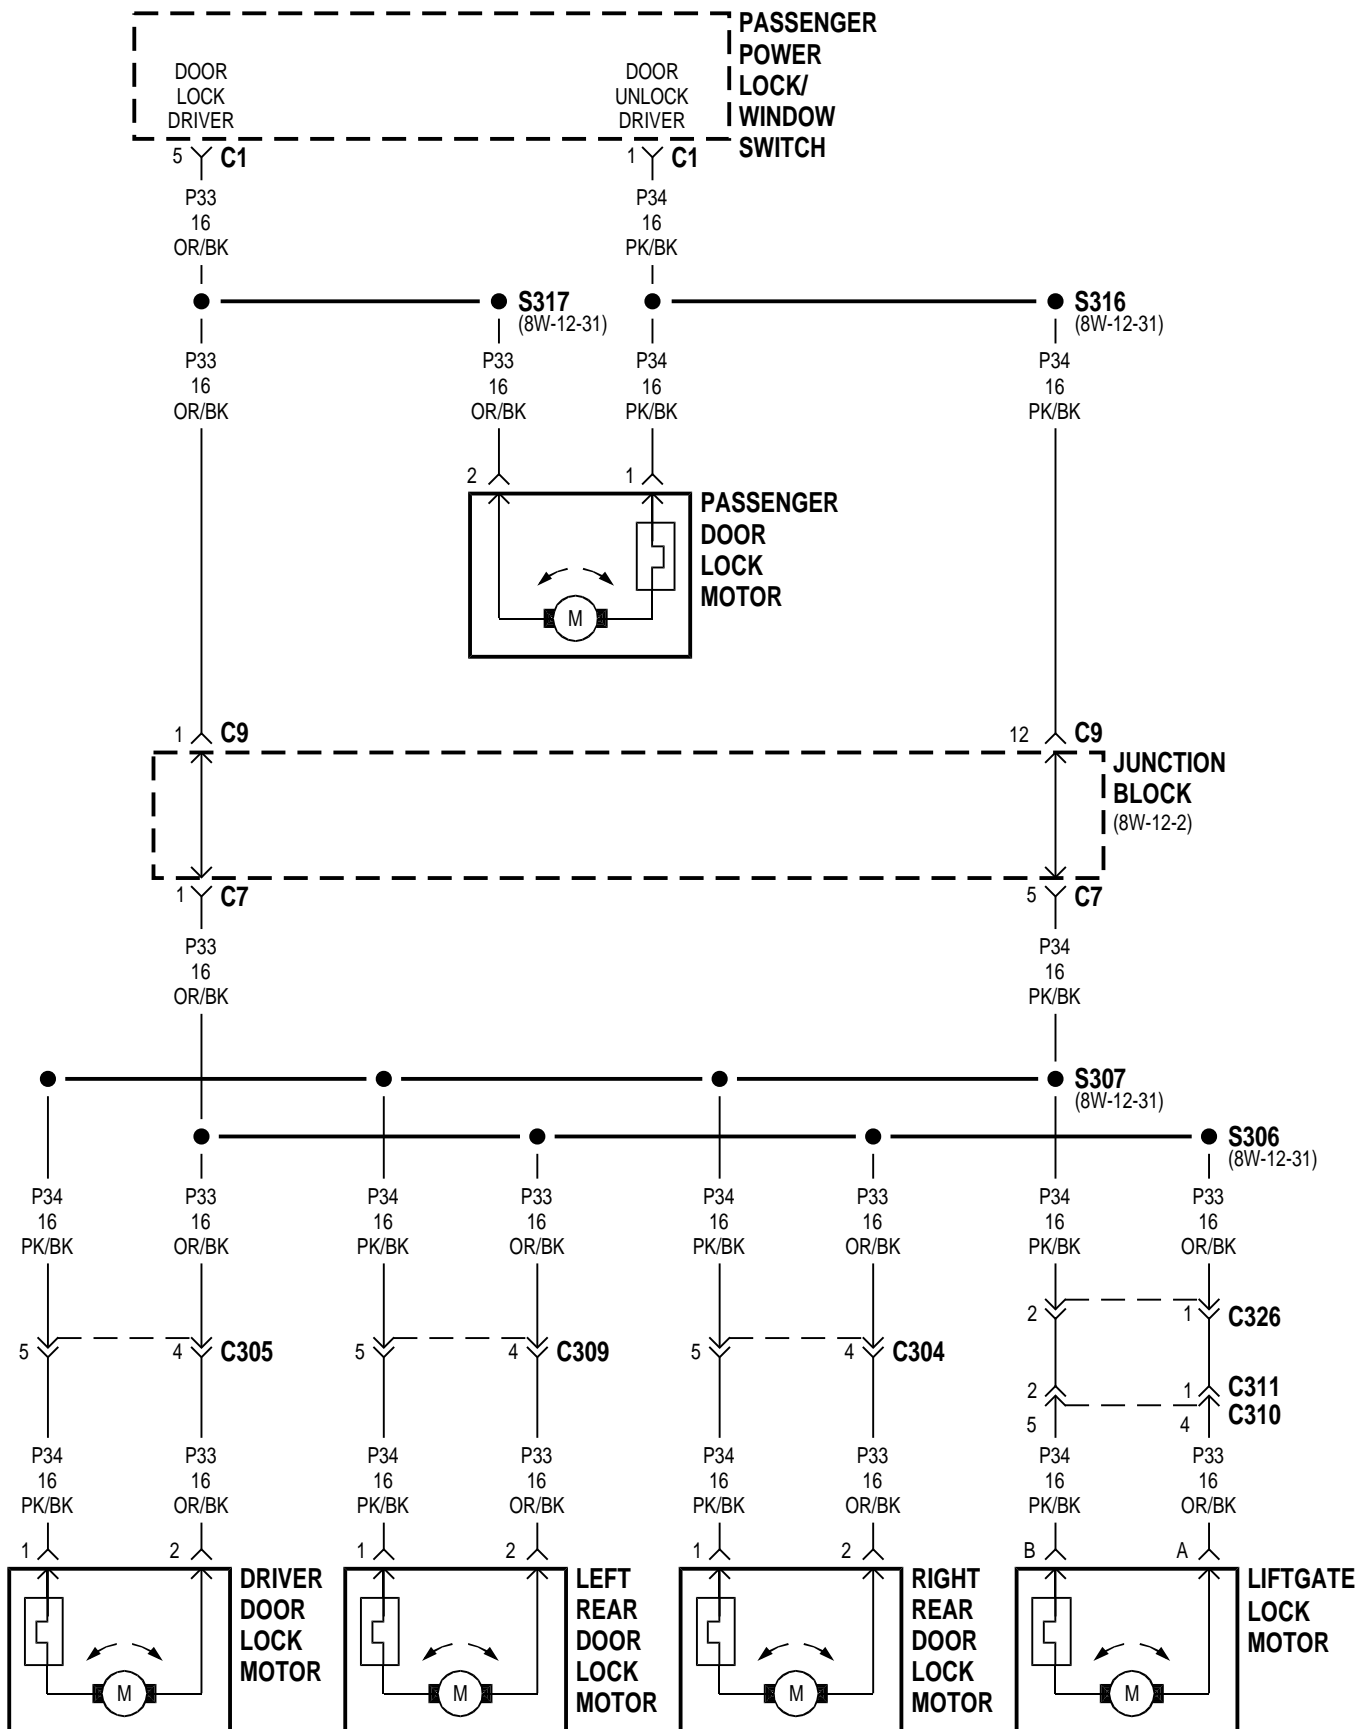 PASSENGER
POWER
LOCK/
WINDOW
SWITCH
DOOR
LOCK
DRIVER
DOOR
UNLOCK
DRIVER
5 C1
1 C1
P33
16
OR/BK
P34
16
PK/BK
S317
(8W-12-31)
S316
(8W-12-31)
P33
16
OR/BK
P33
16
OR/BK
P34
16
PK/BK
P34
16
PK/BK
2
1
PASSENGER
DOOR
LOCK
MOTOR
M
1 C9
12 C9
JUNCTION
BLOCK
(8W-12-2)
1 C7
5 C7
P33
16
OR/BK
P34
16
PK/BK
S307
(8W-12-31)
S306
(8W-12-31)
P34
16
PK/BK
P33
16
OR/BK
P34
16
PK/BK
P33
16
OR/BK
P34
16
PK/BK
P33
16
OR/BK
P34
16
PK/BK
P33
16
OR/BK
5 4 C305
5 4 C309
5 4 C304
2 1 C326
2 1 C311
5 4 C310
P34
16
PK/BK
P33
16
OR/BK
P34
16
PK/BK
P33
16
OR/BK
P34
16
PK/BK
P33
16
OR/BK
P34
16
PK/BK
P33
16
OR/BK
1 2
1 2
1 2
B A
DRIVER
DOOR
LOCK
MOTOR
M
LEFT
REAR
DOOR
LOCK
MOTOR
M
RIGHT
REAR
DOOR
LOCK
MOTOR
M
LIFTGATE
LOCK
MOTOR
M